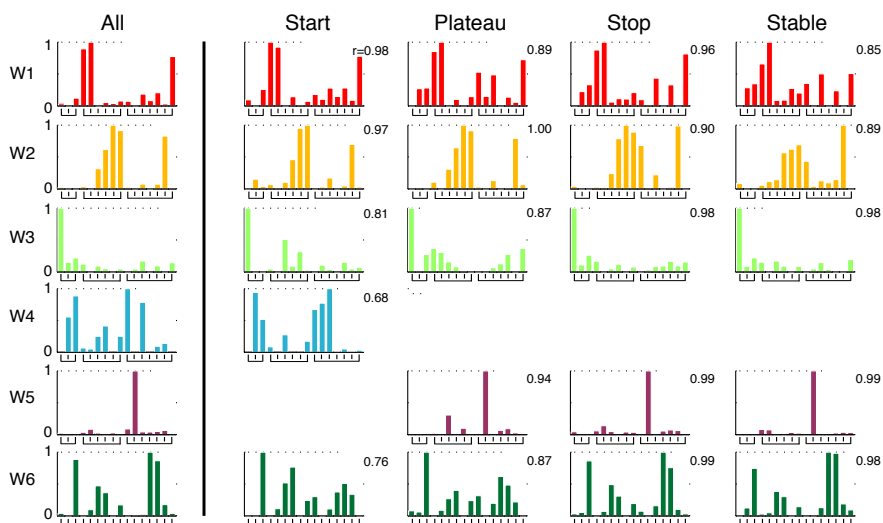 All Start Plateau Stop Stable
W1 1 0 r=0.98 0.89 0.96 0.85
W2 1 0 0.97 1.00 0.90 0.89
W3 1 0 0.81 0.87 0.98 0.98
W4 1 0 0.68
W5 1 0 0.94 0.99 0.99
W6 1 0 0.76 0.87 0.99 0.98